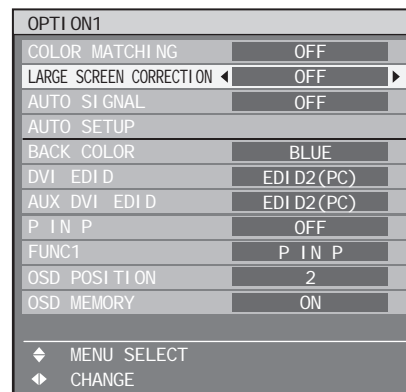 OPTION1
COLOR MATCHING OFF
LARGE SCREEN CORRECTION OFF
AUTO SIGNAL OFF
AUTO SETUP
BACK COLOR BLUE
DVI EDID EDID2(PC)
AUX DVI EDID EDID2(PC)
P IN P OFF
FUNC1 P IN P
OSD POSITION 2
OSD MEMORY ON
MENU SELECT
CHANGE